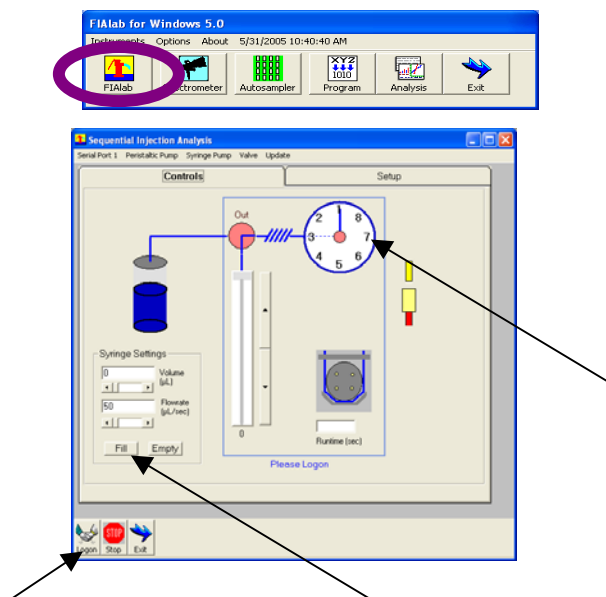 FIAlab for Windows 5.0
Instruments Options About 5/31/2005 10:40:40 AM
XYZ
1010
FIAlab Autosampler Program Analysis Exit
Sequential Injection Analysis
Serial Port 1 Peristaltic Pump Syringe Pump Valve Update
Controls Setup
Out
1
2 8
3 7
4 6
5
Syringe Settings
0 Volume
(µL)
50 Flowrate
(µL/sec)
Fill Empty
0
Runtime (sec)
Please Logon
STOP
Logon Stop Exit